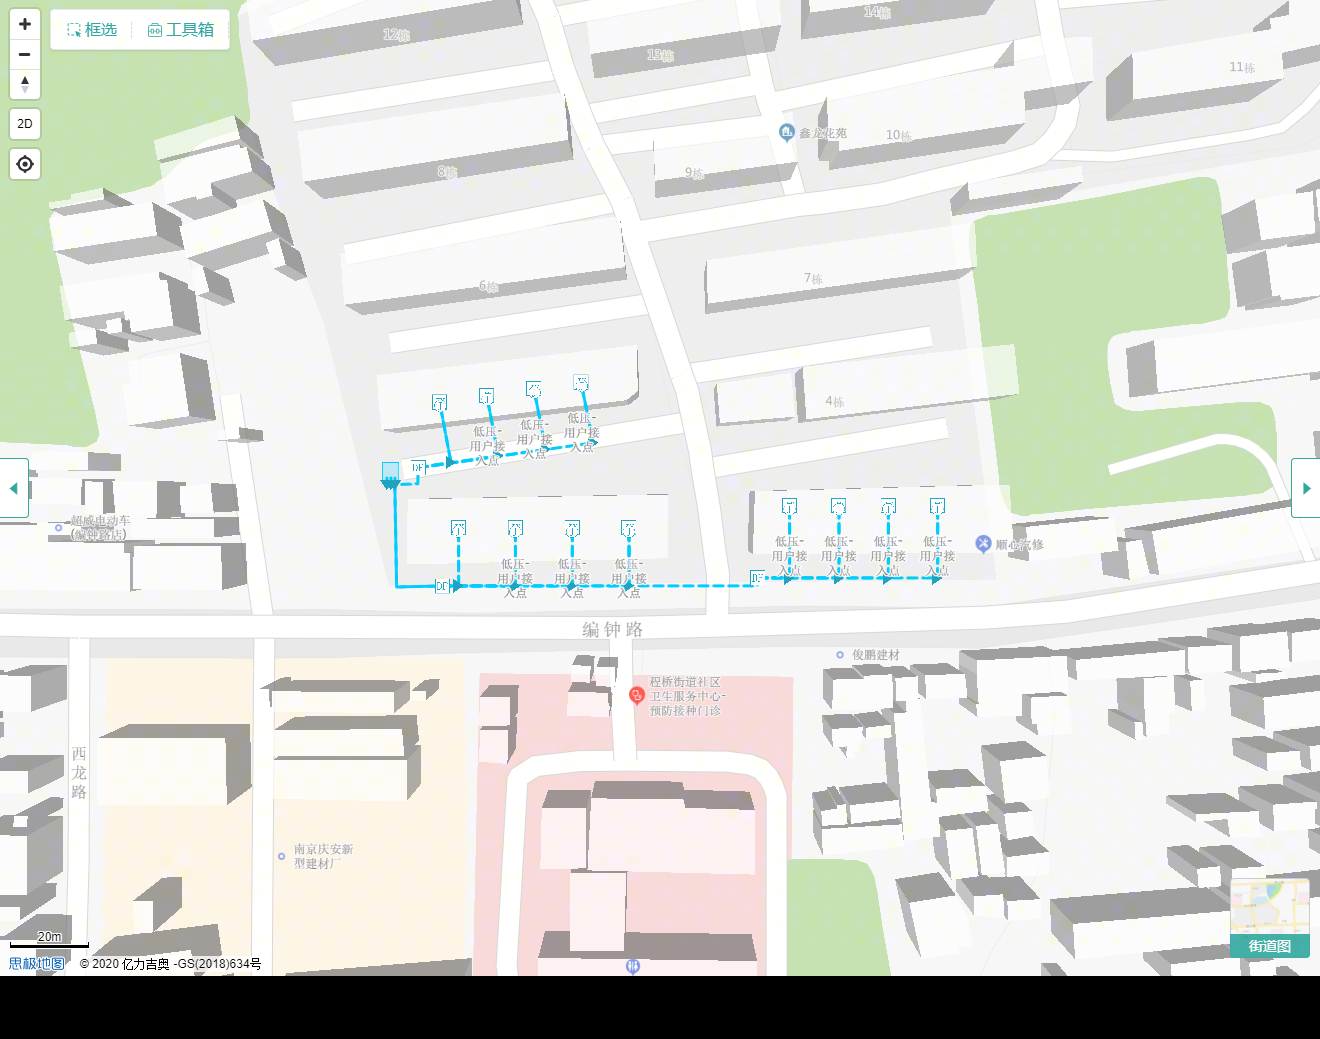 框选
工具箱
2D
12栋
13栋
14栋
11栋
鑫龙花苑
10栋
8栋
9栋
6栋
7栋
4栋
低压-
用户接
入点
低压-
用户接
入点
低压-
用户接
入点
DF
超威电动车
(编钟路店)
低压-
用户接
入点
低压-
用户接
入点
低压-
用户接
入点
低压-
用户接
入点
顺心汽修
低压-
用户接
入点
低压-
用户接
入点
低压-
用户接
入点
DF
DF
编钟路
俊鹏建材
程桥街道社区
卫生服务中心-
预防接种门诊
西龙路
南京庆安新
型建材厂
20m
思极地图 © 2020 亿力吉奥 -GS(2018)634号
街道图